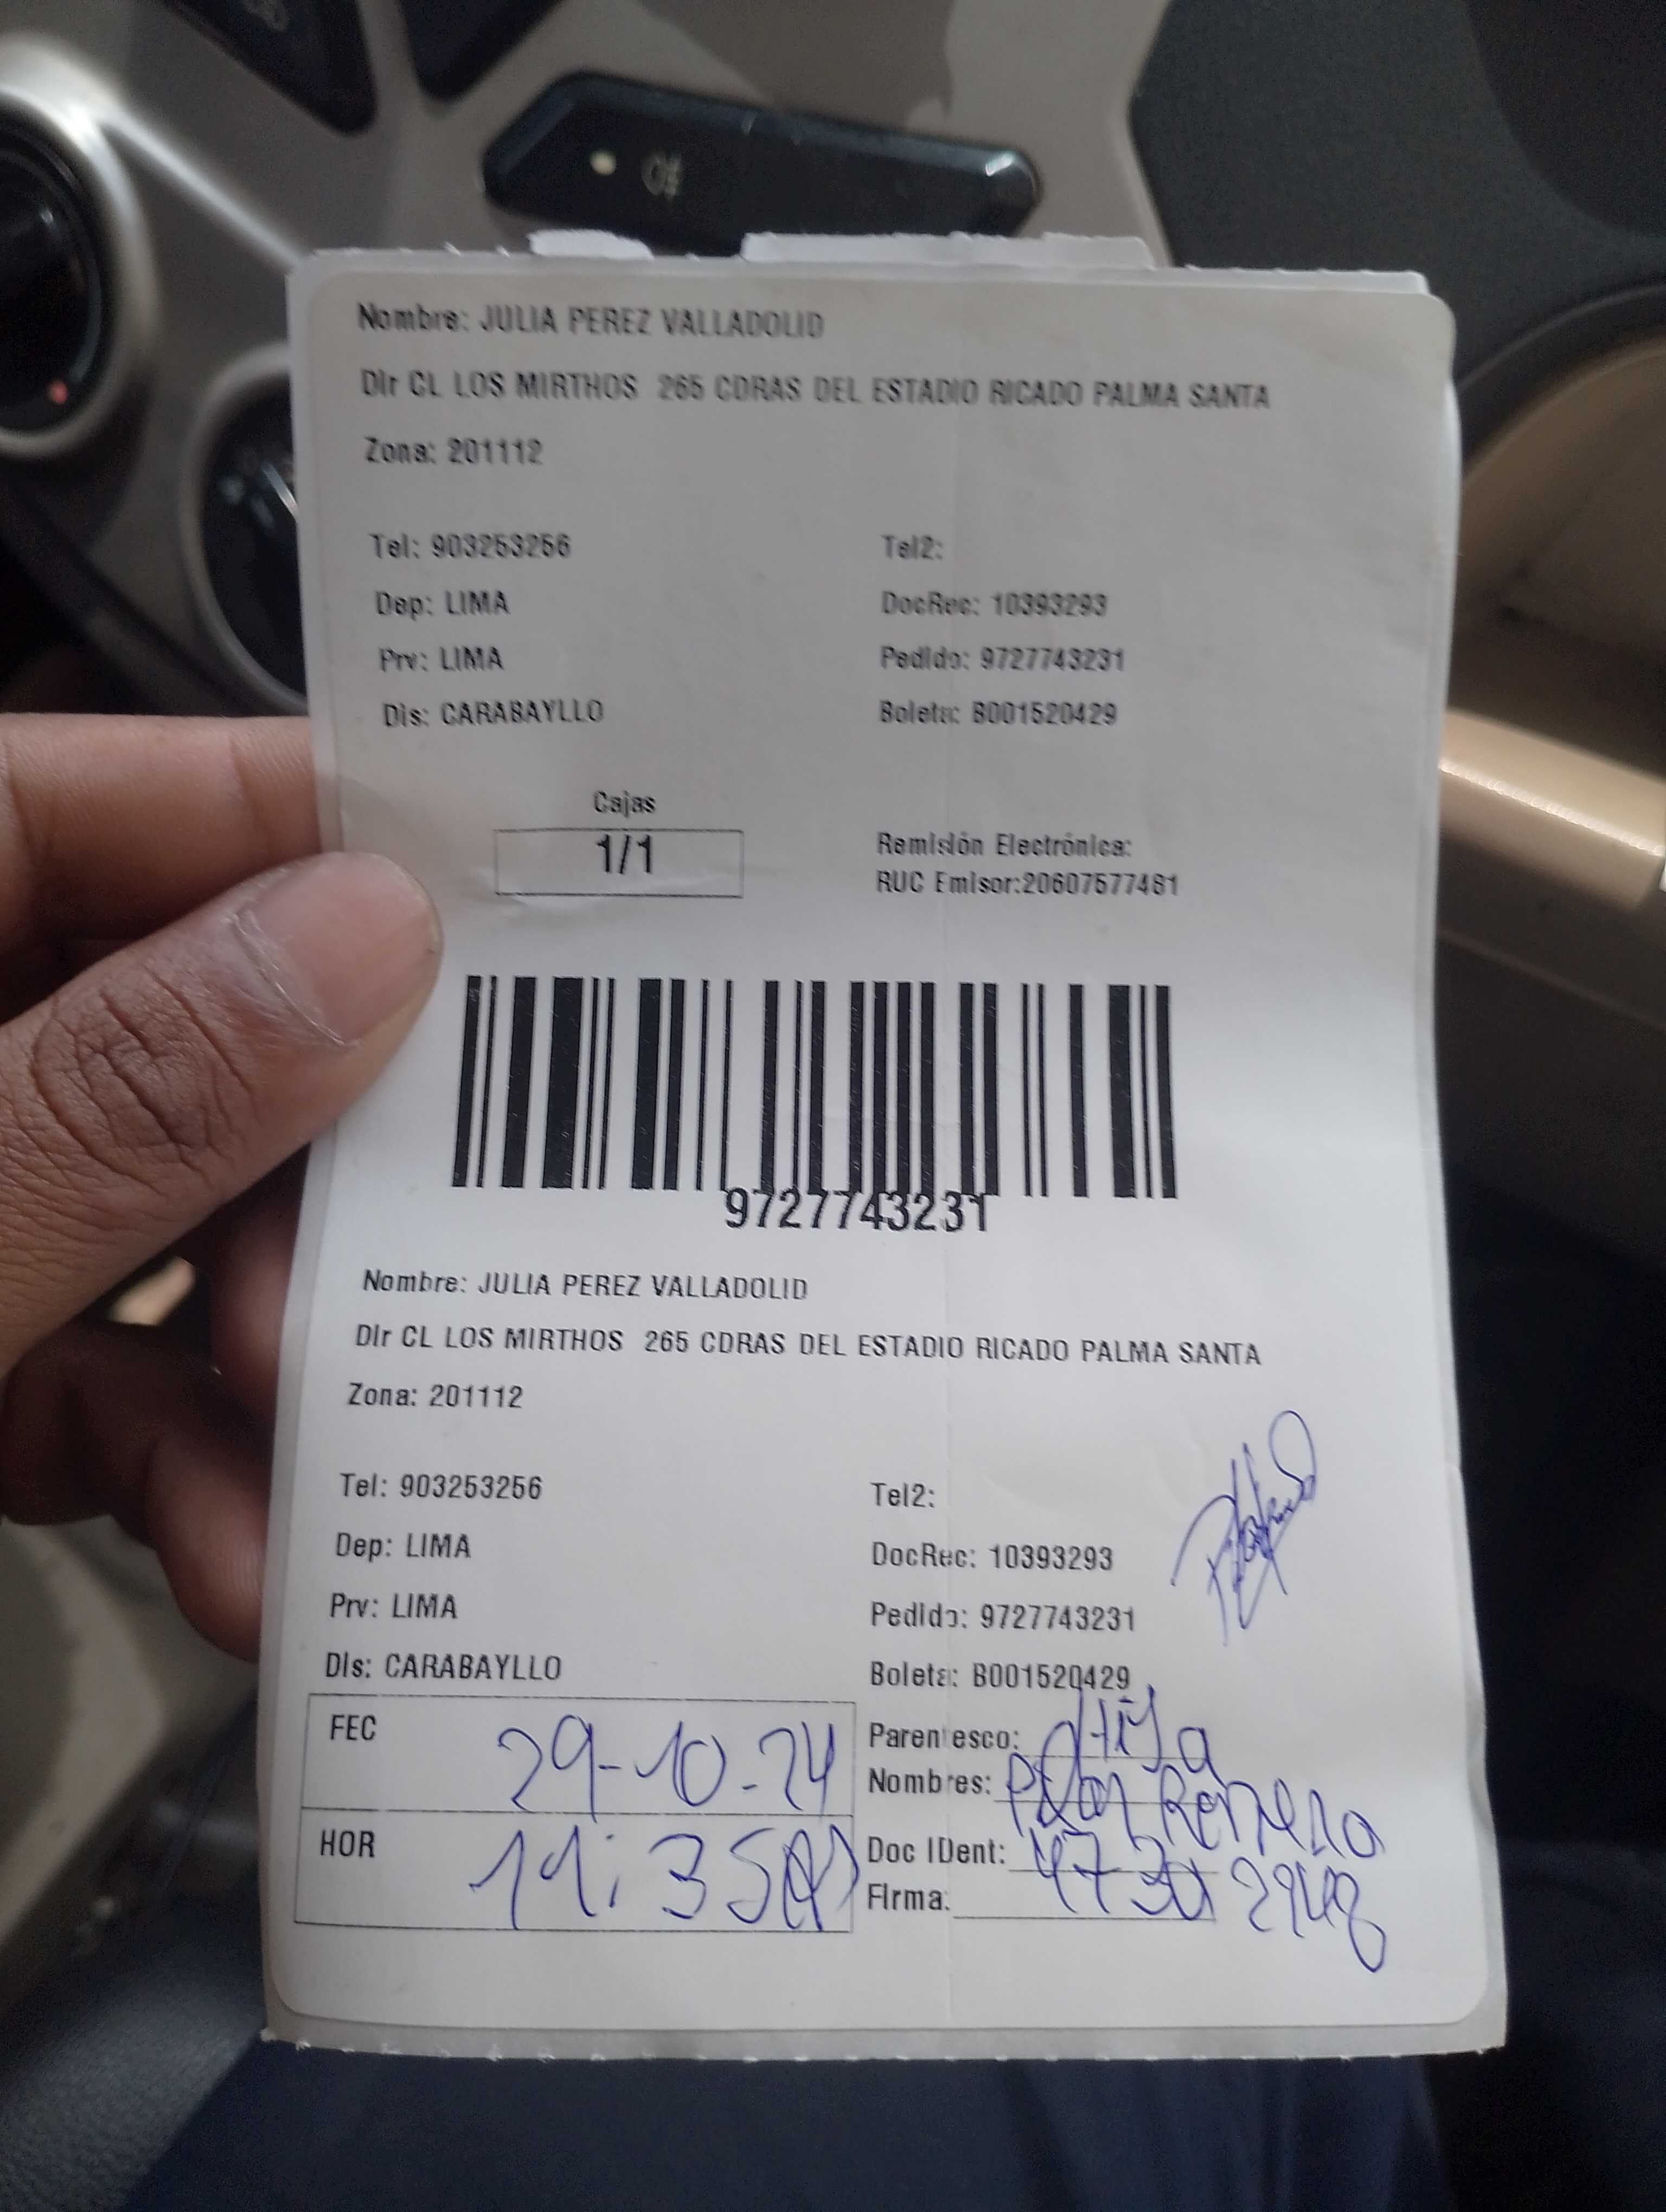 Nombre: JULIA PEREZ VALLADOLID
Dir CL LOS MIRTHOS 265 CDRAS DEL ESTADIO RICADO PALMA SANTA
Zona: 201112
Tel: 903253256 Tel2:
Dep: LIMA DocRec: 10393293
Prv: LIMA Pedido: 9727743231
Dis: CARABAYLLO Boleta: B001520429
Cajas
1/1
Remisión Electrónica:
RUC Emisor:20607577481
9727743231
Nombre: JULIA PEREZ VALLADOLID
Dir CL LOS MIRTHOS 265 CDRAS DEL ESTADIO RICADO PALMA SANTA
Zona: 201112
Tel: 903253256 Tel2:
Dep: LIMA DocRec: 10393293
Prv: LIMA Pedido: 9727743231
Dis: CARABAYLLO Boleta: B001520429
FEC 29-10-24
Parentesco: Hija
Nombres: Romero
HOR 11:35
Doc IDent:
Firma: